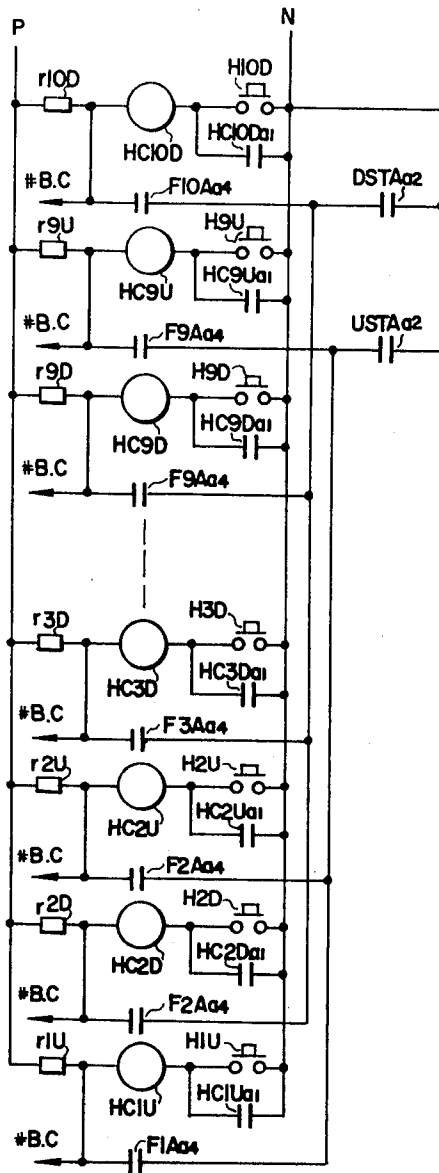 P
N
r10D
H10D
HC10D
HC10Da1
#B.C
F10Aa4
DSTAa2
r9U
H9U
HC9U
HC9Ua1
#B.C
F9Aa4
USTAa2
r9D
H9D
HC9D
HC9Da1
#B.C
F9Aa4
r3D
H3D
HC3D
HC3Da1
#B.C
F3Aa4
r2U
H2U
HC2U
HC2Ua1
#B.C
F2Aa4
r2D
H2D
HC2D
HC2Da1
#B.C
F2Aa4
r1U
H1U
HC1U
HC1Ua1
#B.C
F1Aa4